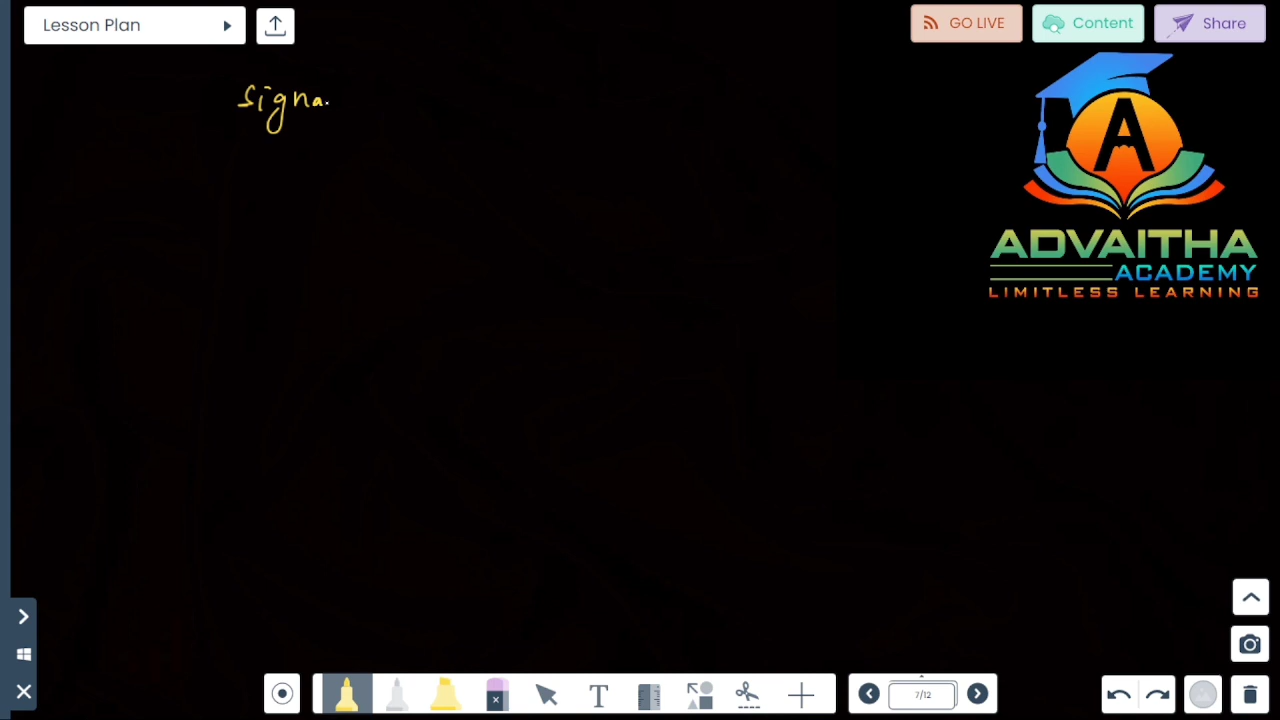 Lesson Plan
GO LIVE
Content
Share
Signa
A
ADVAITHA
ACADEMY
LIMITLESS LEARNING
T
7/12